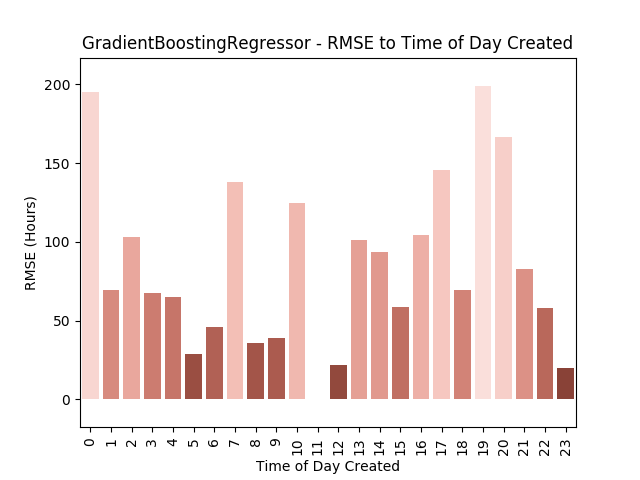 GradientBoostingRegressor - RMSE to Time of Day Created
RMSE (Hours)
200
150
100
50
0
0 1 2 3 4 5 6 7 8 9 10 11 12 13 14 15 16 17 18 19 20 21 22 23
Time of Day Created